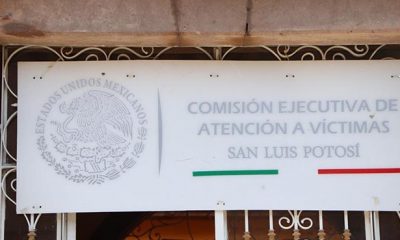 ESTADOS UNIDOS MEXICANOS
COMISIÓN EJECUTIVA DE
ATENCIÓN A VÍCTIMAS
SAN LUIS POTOSÍ